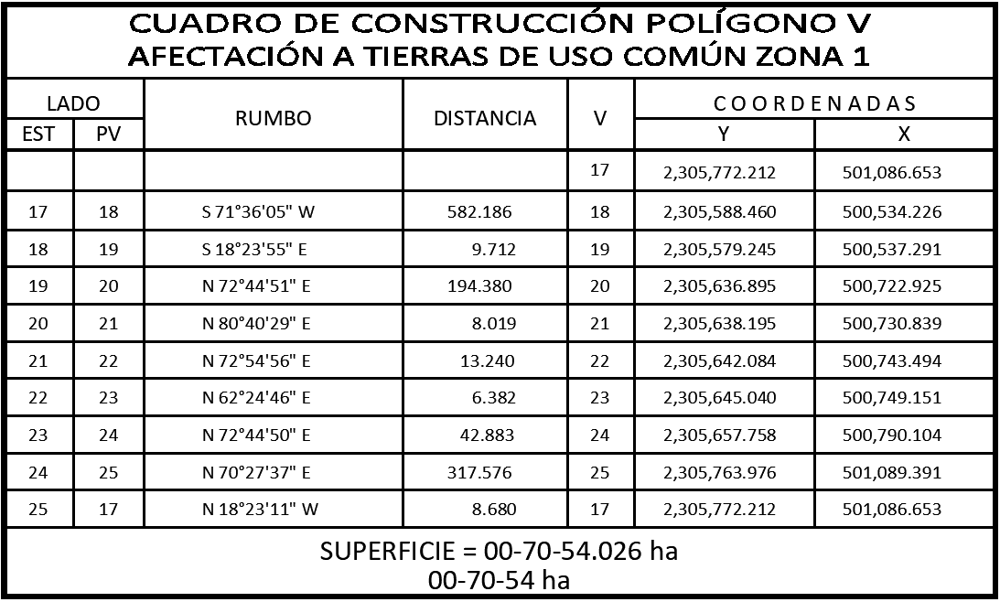 CUADRO DE CONSTRUCCIÓN POLÍGONO V
AFECTACIÓN A TIERRAS DE USO COMÚN ZONA 1
LADO RUMBO DISTANCIA V COORDENADAS
EST PV Y X
17 2,305,772.212 501,086.653
17 18 S 71°36'05" W 582.186 18 2,305,588.460 500,534.226
18 19 S 18°23'55" E 9.712 19 2,305,579.245 500,537.291
19 20 N 72°44'51" E 194.380 20 2,305,636.895 500,722.925
20 21 N 80°40'29" E 8.019 21 2,305,638.195 500,730.839
21 22 N 72°54'56" E 13.240 22 2,305,642.084 500,743.494
22 23 N 62°24'46" E 6.382 23 2,305,645.040 500,749.151
23 24 N 72°44'50" E 42.883 24 2,305,657.758 500,790.104
24 25 N 70°27'37" E 317.576 25 2,305,763.976 501,089.391
25 17 N 18°23'11" W 8.680 17 2,305,772.212 501,086.653
SUPERFICIE = 00-70-54.026 ha
00-70-54 ha